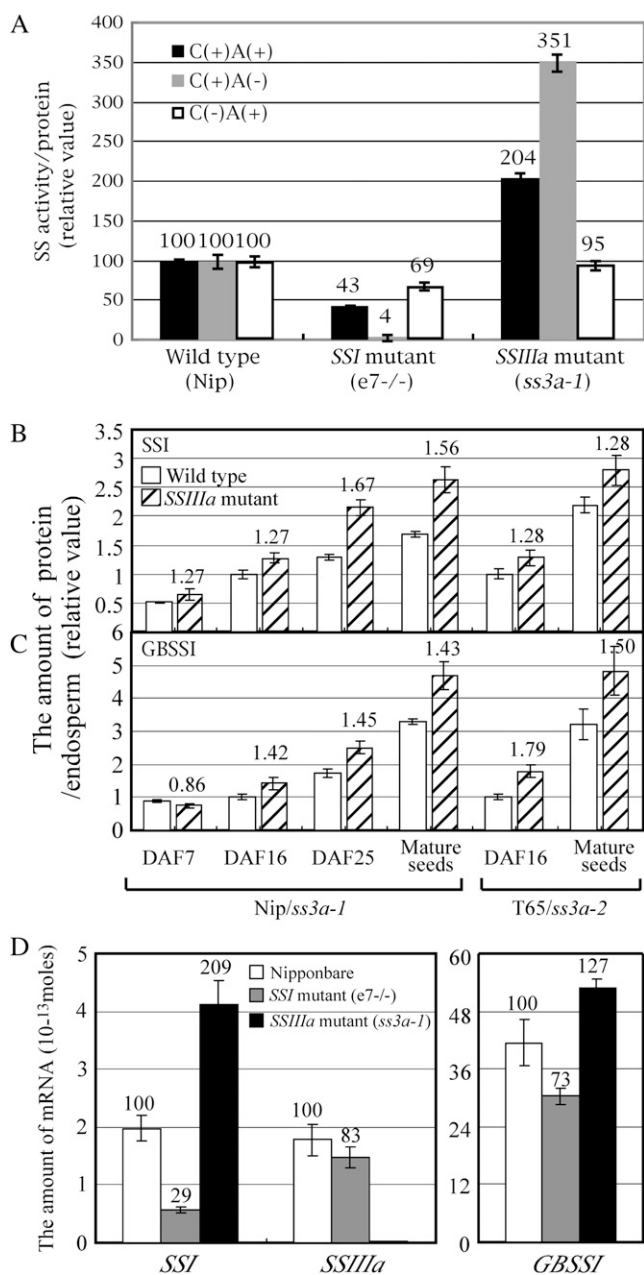 A
C(+)A(+)
C(+)A(-)
C(-)A(+)
SS activity/protein
(relative value)
400
350
300
250
200
150
100
50
0
100 100 100
43
4
69
204
351
95
Wild type
(Nip)
SSI mutant
(e7-/-)
SSIIIa mutant
(ss3a-1)
The amount of protein
/endosperm (relative value)
B
SSI
Wild type
SSIIIa mutant
3.5
3
2.5
2
1.5
1
0.5
1.27
1.27
1.67
1.56
1.28
1.28
C
GBSSI
6
5
4
3
2
1
0
0.86
1.42
1.45
1.43
1.79
1.50
DAF7
DAF16
DAF25
Mature
seeds
DAF16
Mature
seeds
Nip/ss3a-1
T65/ss3a-2
D
The amount of mRNA (10-13moles)
5
4
3
2
1
0
Nipponbare
SSI mutant (e7-/-)
SSIIIa mutant (ss3a-1)
100
29
209
100
83
SSI
SSIIIa
60
48
36
24
12
0
100
73
127
GBSSI